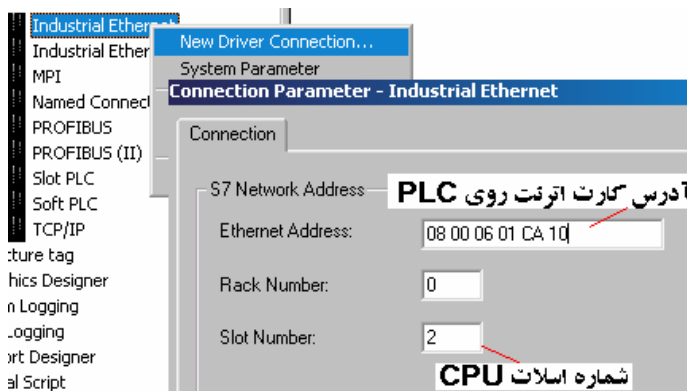 Industrial Ethernet
Industrial Ether
MPI
Named Connect
PROFIBUS
PROFIBUS (II)
Slot PLC
Soft PLC
TCP/IP
cture tag
hics Designer
n Logging
Logging
ort Designer
al Script
New Driver Connection...
System Parameter
Connection Parameter - Industrial Ethernet
Connection
S7 Network Address
آدرس کارت اترنت روی PLC
Ethernet Address: 08 00 06 01 CA 10
Rack Number: 0
Slot Number: 2
شماره اسلات CPU